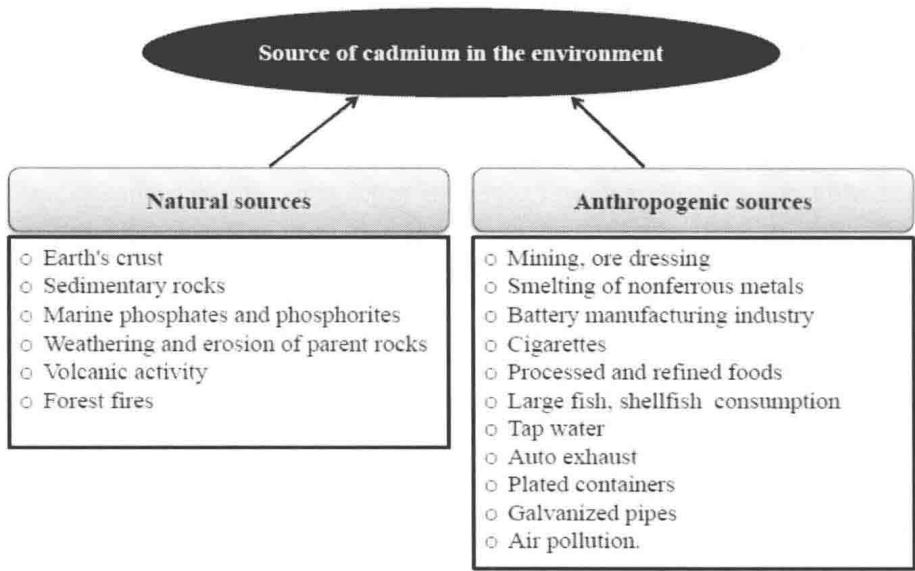 Source of cadmium in the environment
Natural sources
Earth's crust
Sedimentary rocks
Marine phosphates and phosphorites
Weathering and erosion of parent rocks
Volcanic activity
Forest fires
Anthropogenic sources
Mining, ore dressing
Smelting of nonferrous metals
Battery manufacturing industry
Cigarettes
Processed and refined foods
Large fish, shellfish consumption
Tap water
Auto exhaust
Plated containers
Galvanized pipes
Air pollution.